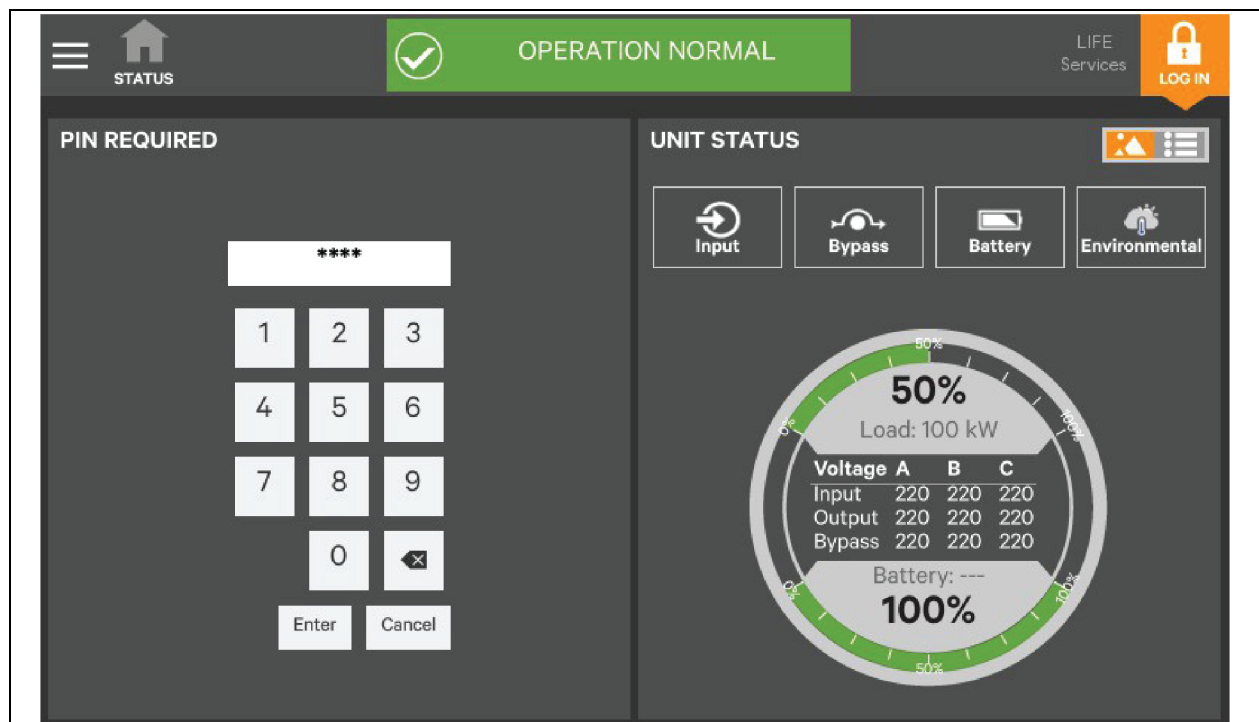 STATUS
OPERATION NORMAL
LIFE
Services
LOG IN
PIN REQUIRED
****
1 2 3
4 5 6
7 8 9
0
Enter Cancel
UNIT STATUS
Input Bypass Battery Environmental
50%
0% 100%
50%
Load: 100 kW
Voltage A B C
Input 220 220 220
Output 220 220 220
Bypass 220 220 220
Battery: ---
0% 100%
100%
50%